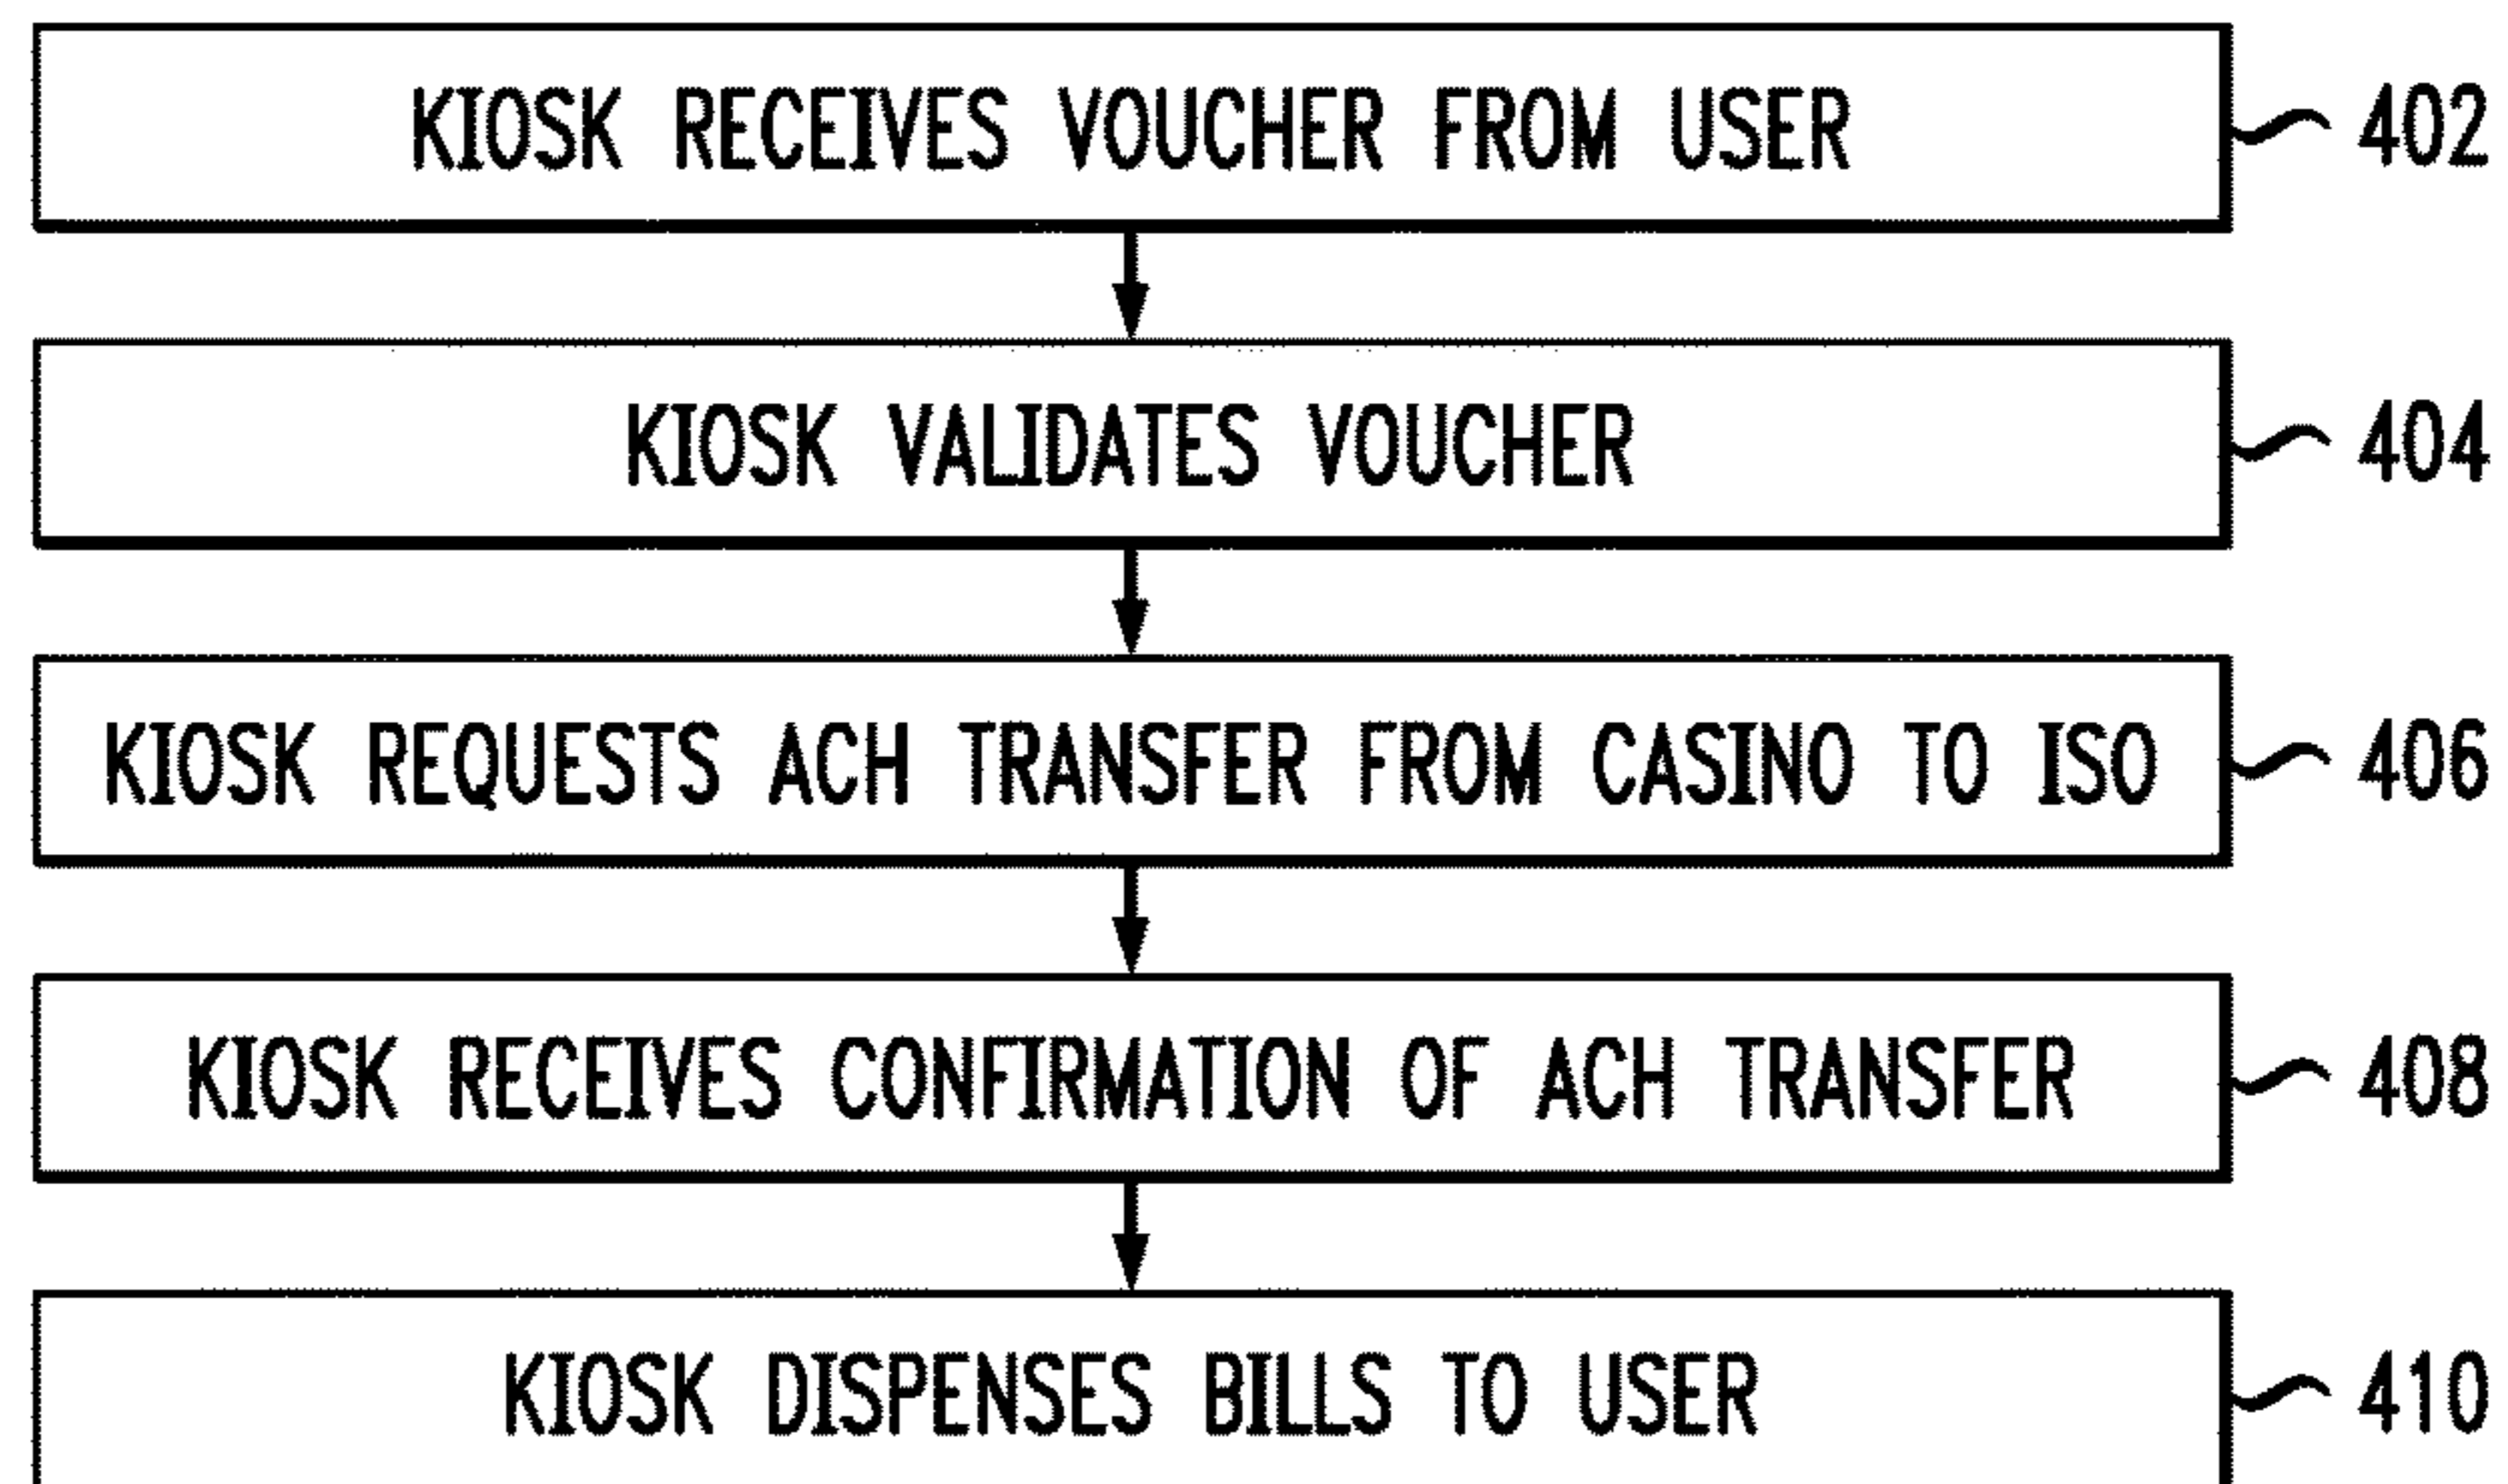 KIOSK RECEIVES VOUCHER FROM USER 402
KIOSK VALIDATES VOUCHER 404
KIOSK REQUESTS ACH TRANSFER FROM CASINO TO ISO 406
KIOSK RECEIVES CONFIRMATION OF ACH TRANSFER 408
KIOSK DISPENSES BILLS TO USER 410